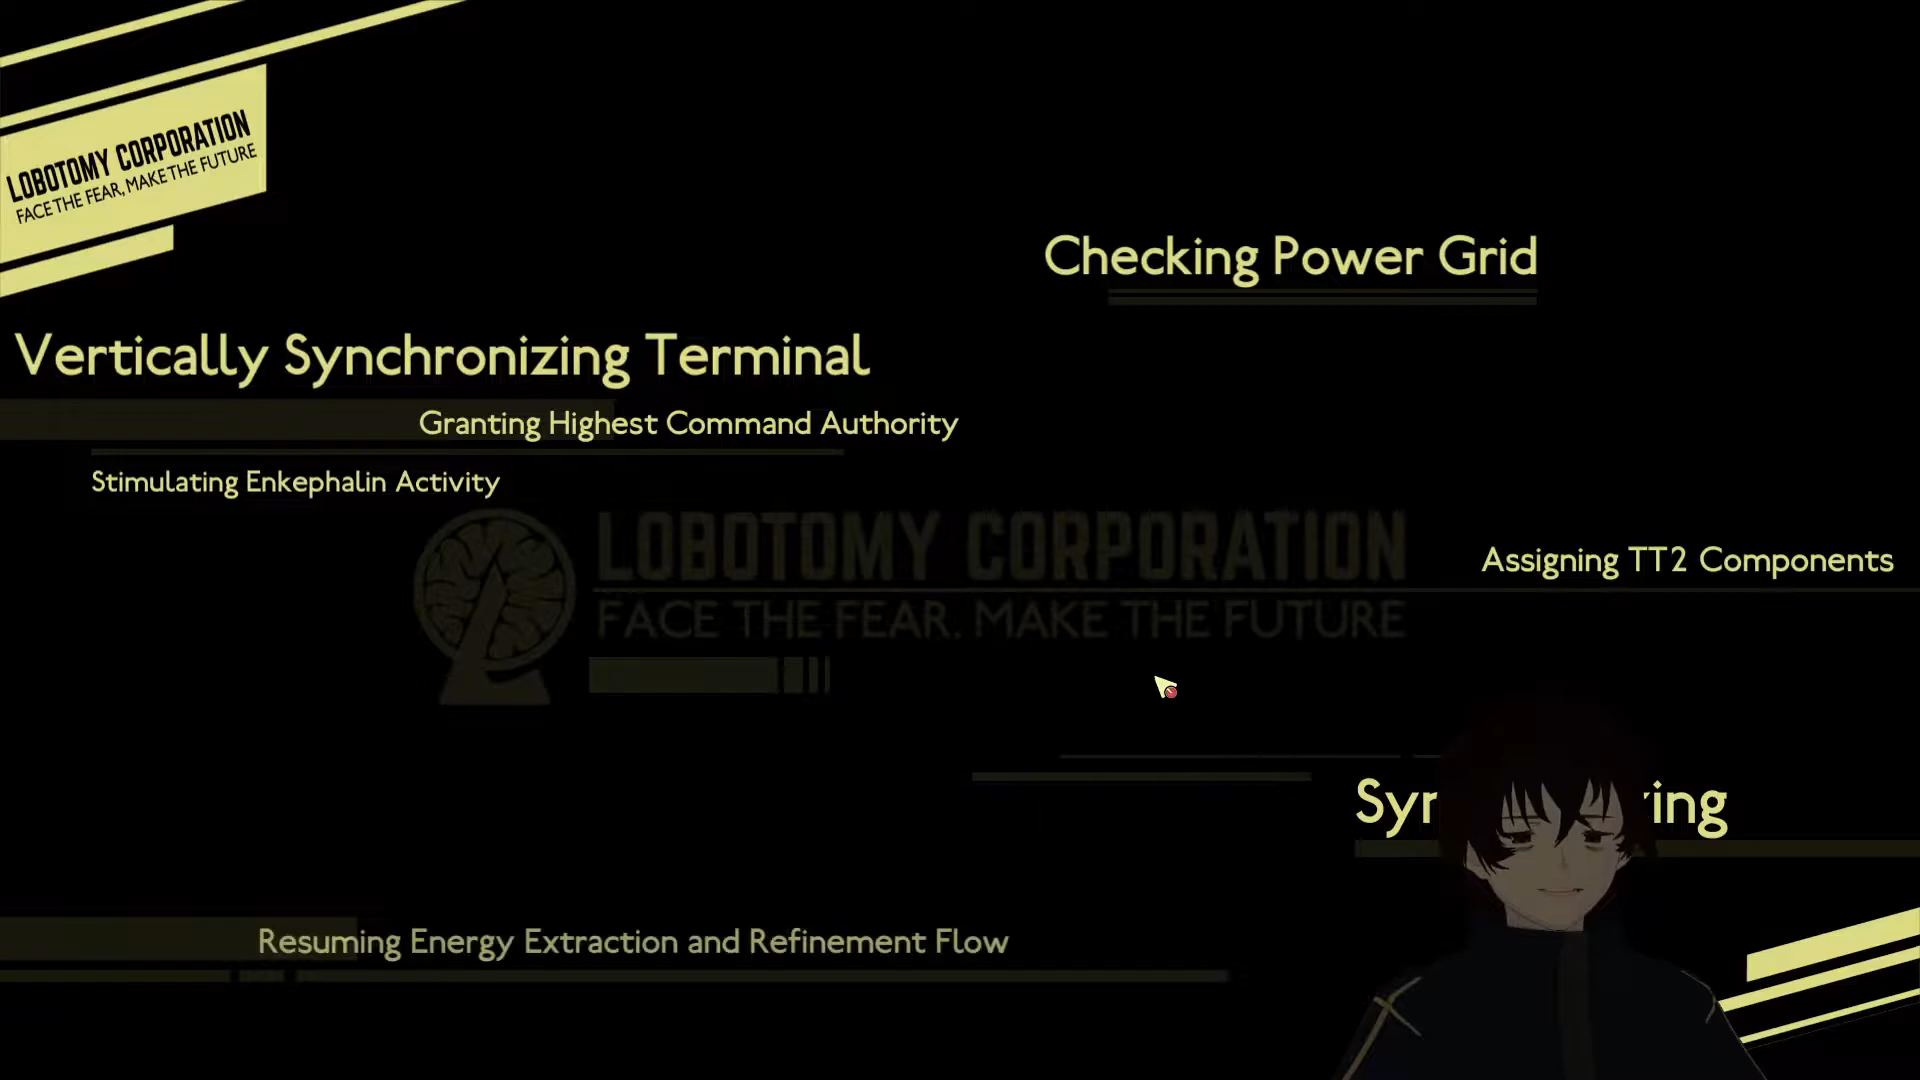 LOBOTOMY CORPORATION
FACE THE FEAR, MAKE THE FUTURE
Checking Power Grid
Vertically Synchronizing Terminal
Granting Highest Command Authority
Stimulating Enkephalin Activity
LOBOTOMY CORPORATION
FACE THE FEAR. MAKE THE FUTURE
Assigning TT2 Components
Resuming Energy Extraction and Refinement Flow